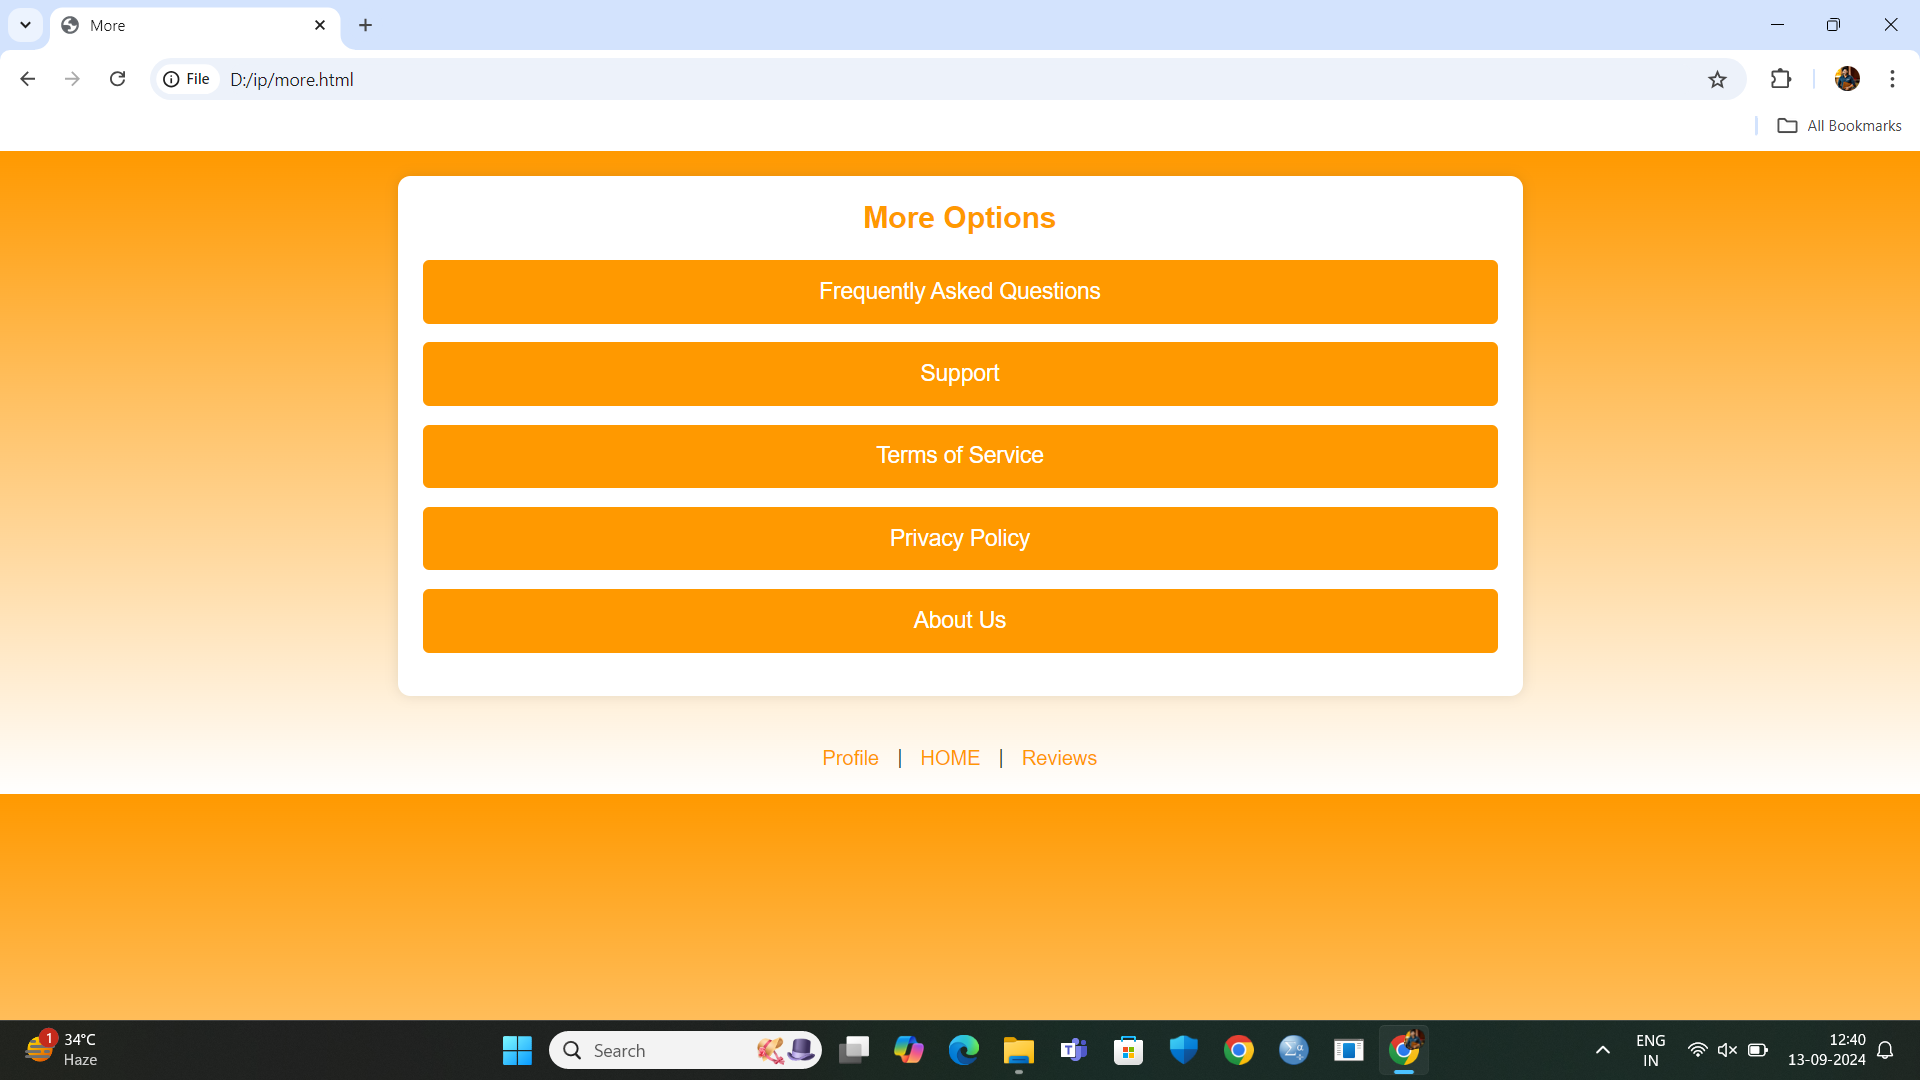 More
File D:/ip/more.html
All Bookmarks
More Options
Frequently Asked Questions
Support
Terms of Service
Privacy Policy
About Us
Profile | HOME | Reviews
1
34°C
Haze
Search
ENG
IN
12:40
13-09-2024